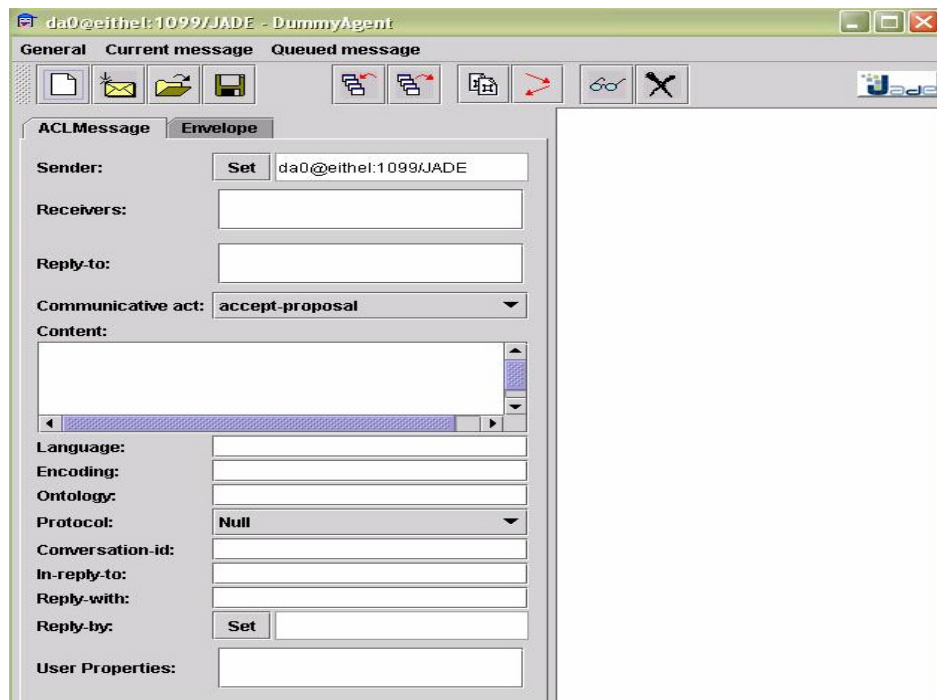 da0@eithel:1099/JADE - DummyAgent
General Current message Queued message
Jade
ACLMessage Envelope
Sender: Set da0@eithel:1099/JADE
Receivers:
Reply-to:
Communicative act: accept-proposal
Content:
Language:
Encoding:
Ontology:
Protocol: Null
Conversation-id:
In-reply-to:
Reply-with:
Reply-by: Set
User Properties: